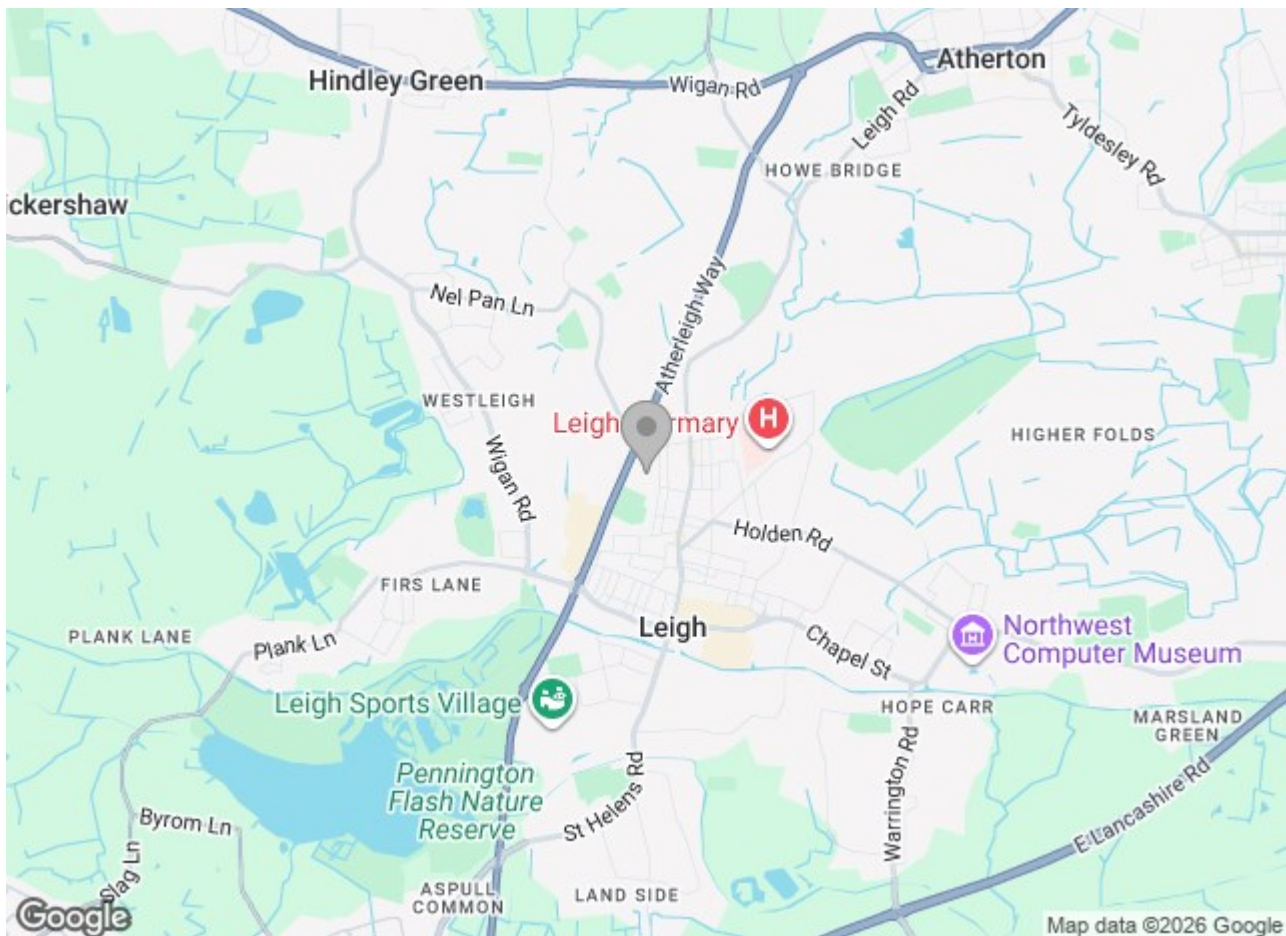 Atherton
Hindley Green
Wigan Rd
Leigh Rd
Tyldesley Rd
HOWE BRIDGE
ickershaw
Nel Pan Ln
Atherleigh Way
WESTLEIGH
Leigh
rmary
H
HIGHER FOLDS
Wigan Rd
Holden Rd
FIRS LANE
PLANK LANE
Plank Ln
Leigh
Chapel St
Northwest
Computer Museum
Leigh Sports Village
HOPE CARR
MARSLAND
GREEN
Pennington
Flash Nature
Reserve
St Helens Rd
Warrington Rd
E Lancashire Rd
Byrom Ln
Slag Ln
ASPULL
COMMON
LAND SIDE
Google
Map data ©2026 Google